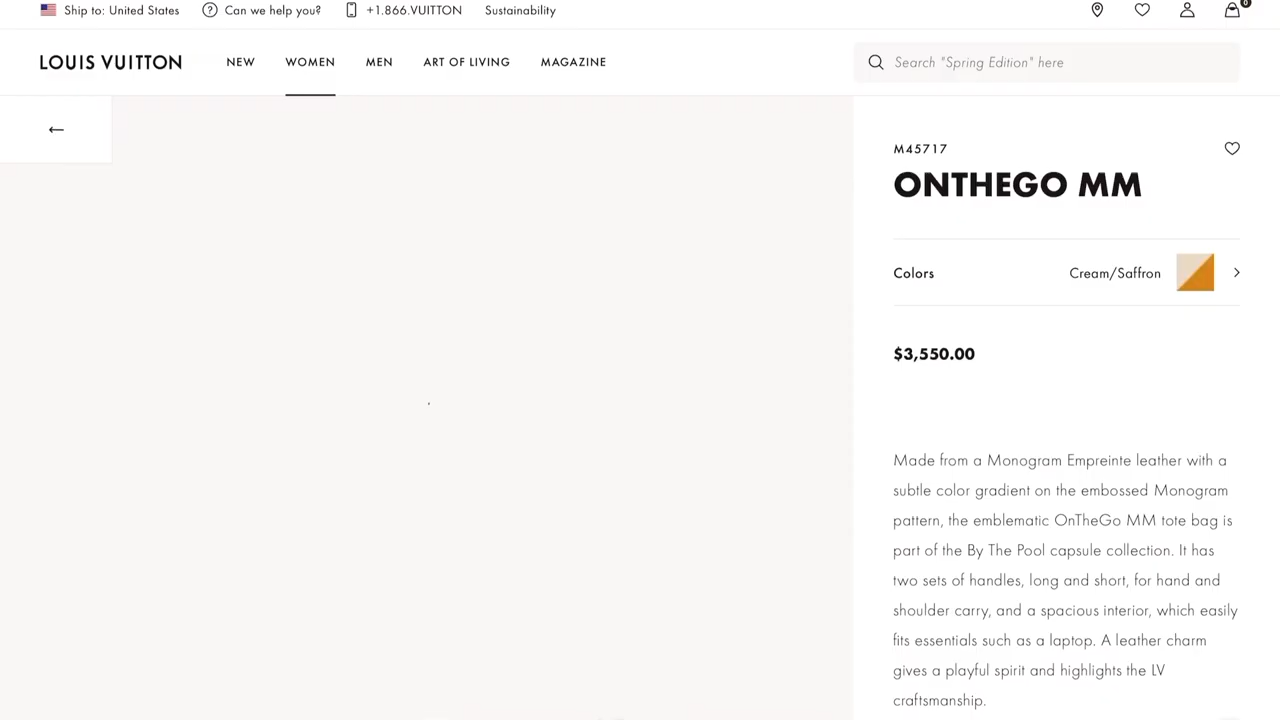 Ship to: United States
Can we help you?
+1.866.VUITTON
Sustainability
0
LOUIS VUITTON
NEW
WOMEN
MEN
ART OF LIVING
MAGAZINE
Search "Spring Edition" here
M45717
ONTHEGO MM
Colors
Cream/Saffron
$3,550.00
Made from a Monogram Empreinte leather with a
subtle color gradient on the embossed Monogram
pattern, the emblematic OnTheGo MM tote bag is
part of the By The Pool capsule collection. It has
two sets of handles, long and short, for hand and
shoulder carry, and a spacious interior, which easily
fits essentials such as a laptop. A leather charm
gives a playful spirit and highlights the LV
craftsmanship.